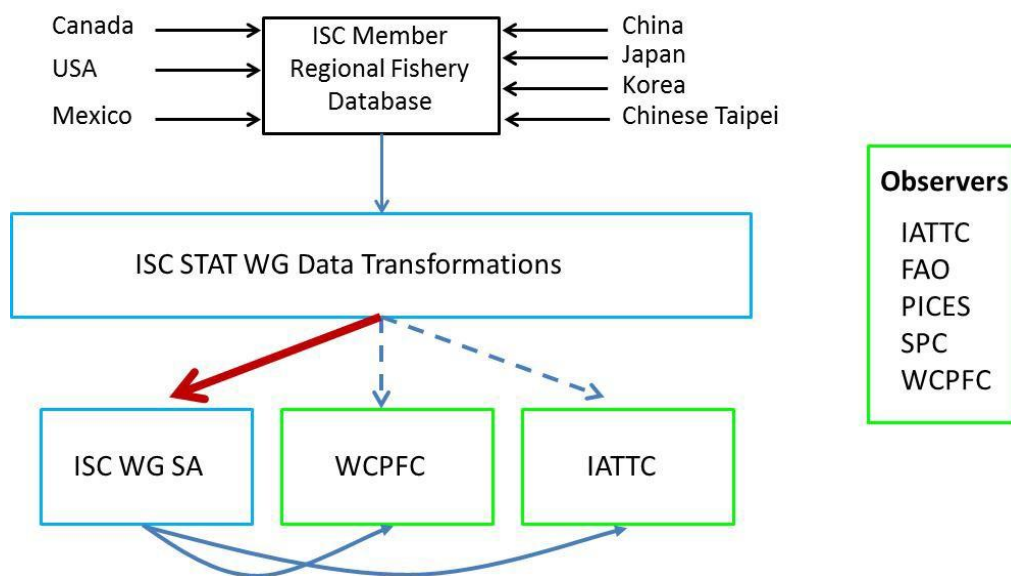 Canada
USA
Mexico
ISC Member
Regional Fishery
Database
China
Japan
Korea
Chinese Taipei
ISC STAT WG Data Transformations
ISC WG SA
WCPFC
IATTC
Observers
IATTC
FAO
PICES
SPC
WCPFC